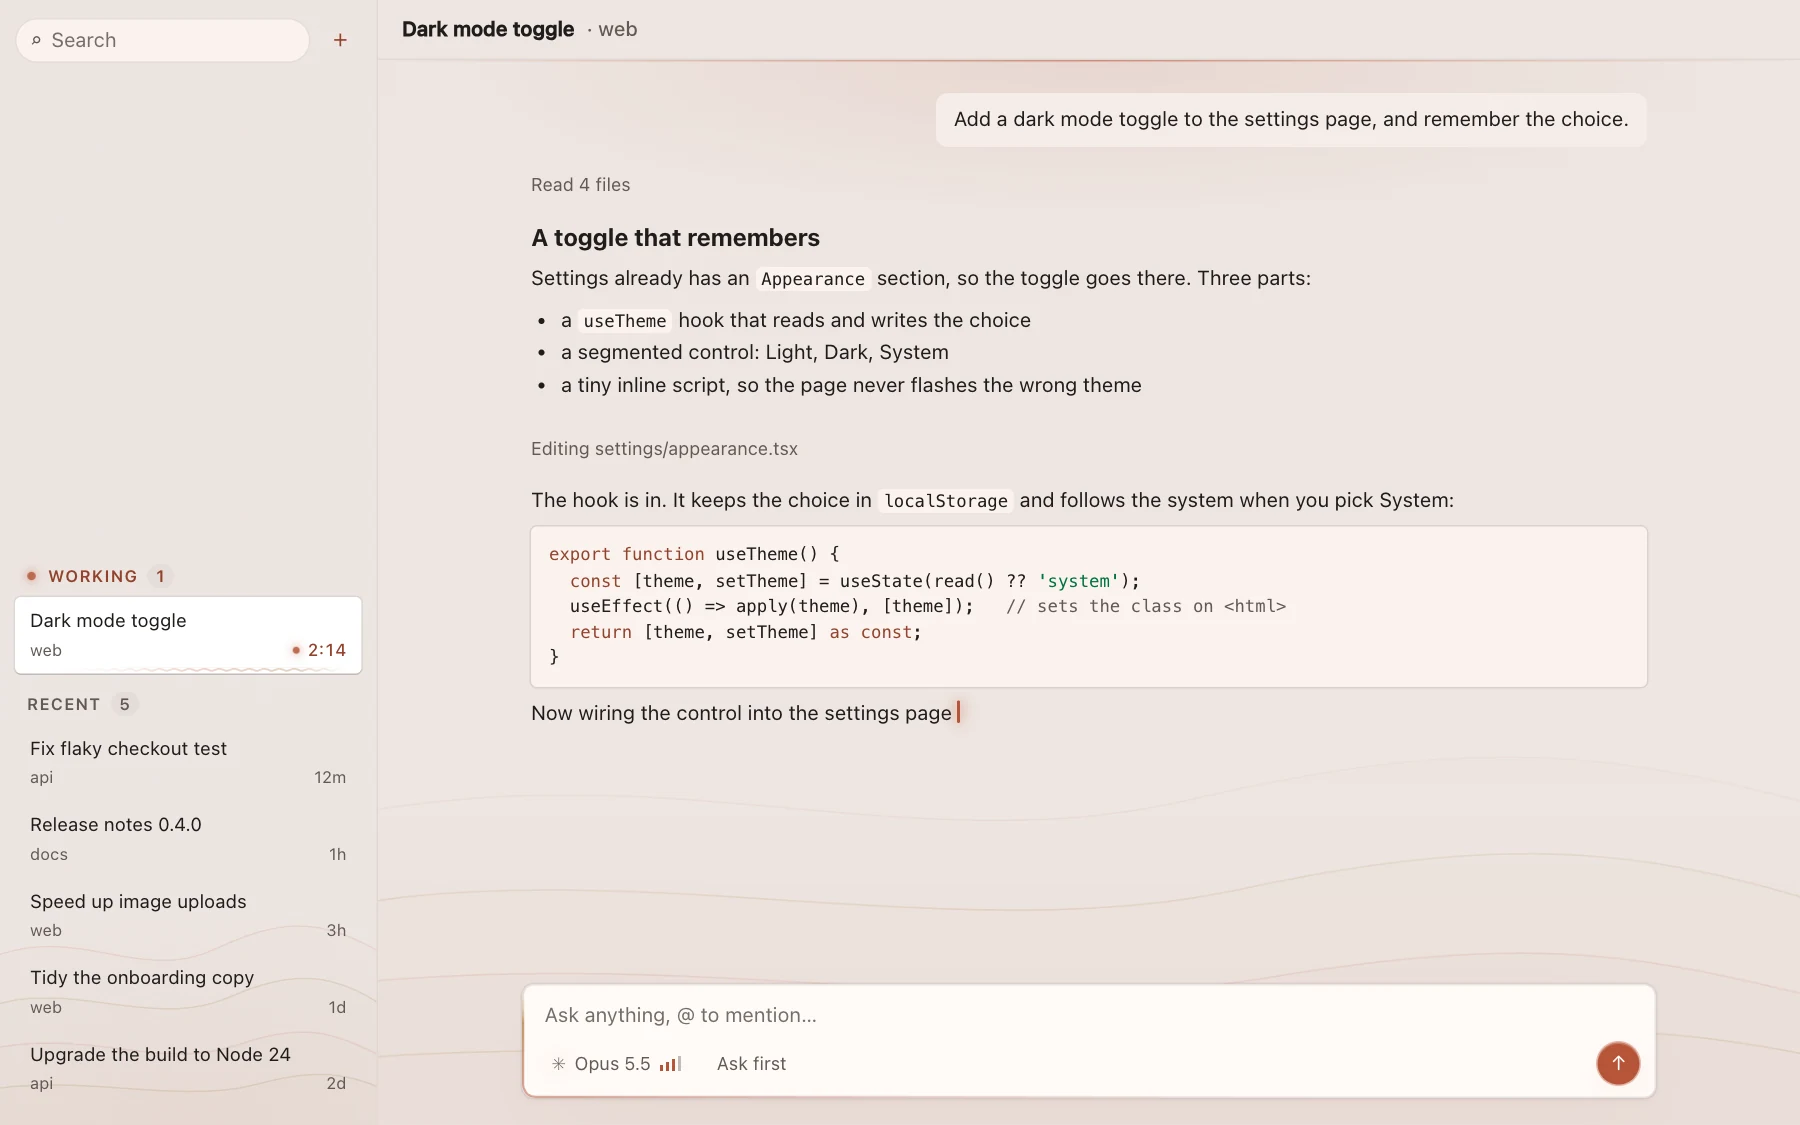 Search
+
WORKING 1
Dark mode toggle
web
2:14
RECENT 5
Fix flaky checkout test
api
12m
Release notes 0.4.0
docs
1h
Speed up image uploads
web
3h
Tidy the onboarding copy
web
1d
Upgrade the build to Node 24
api
2d
Dark mode toggle · web
Add a dark mode toggle to the settings page, and remember the choice.
Read 4 files
A toggle that remembers
Settings already has an Appearance section, so the toggle goes there. Three parts:
• a useTheme hook that reads and writes the choice
• a segmented control: Light, Dark, System
• a tiny inline script, so the page never flashes the wrong theme
Editing settings/appearance.tsx
The hook is in. It keeps the choice in localStorage and follows the system when you pick System:
export function useTheme() {
  const [theme, setTheme] = useState(read() ?? 'system');
  useEffect(() => apply(theme), [theme]);   // sets the class on <html>
  return [theme, setTheme] as const;
}
Now wiring the control into the settings page
Ask anything, @ to mention...
Opus 5.5
Ask first